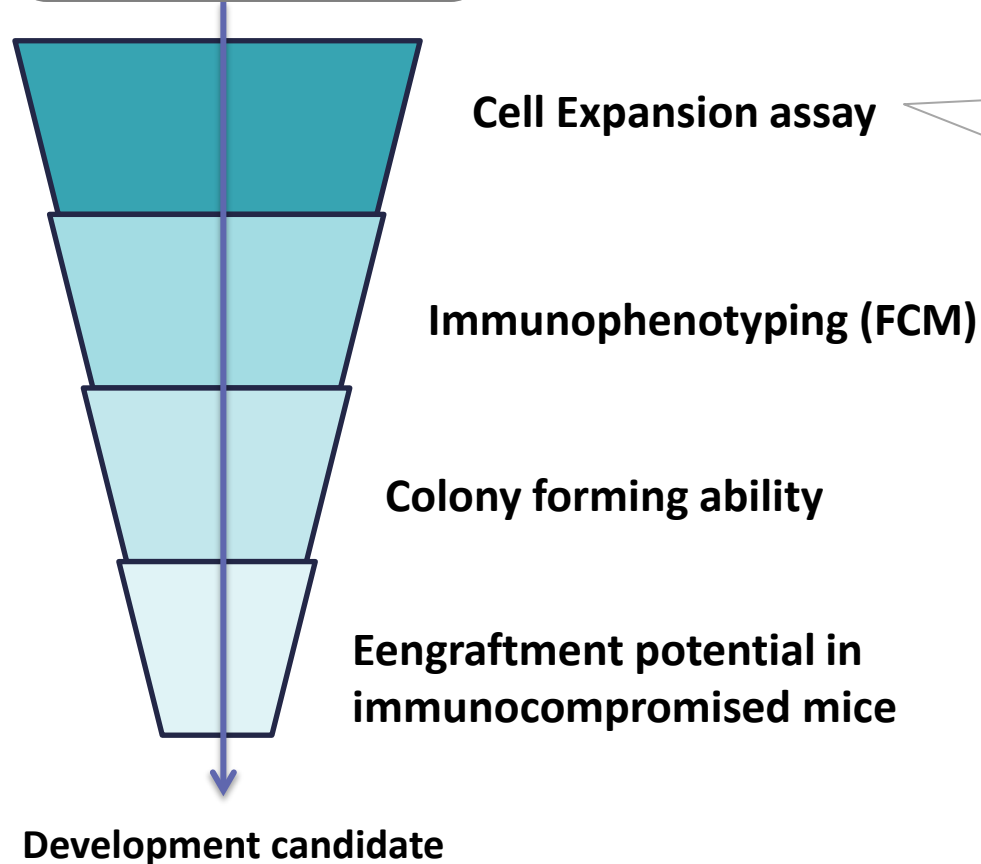 Cell Expansion assay
Immunophenotyping (FCM)
Colony forming ability
Eengraftment potential in
immunocompromised mice
Development candidate